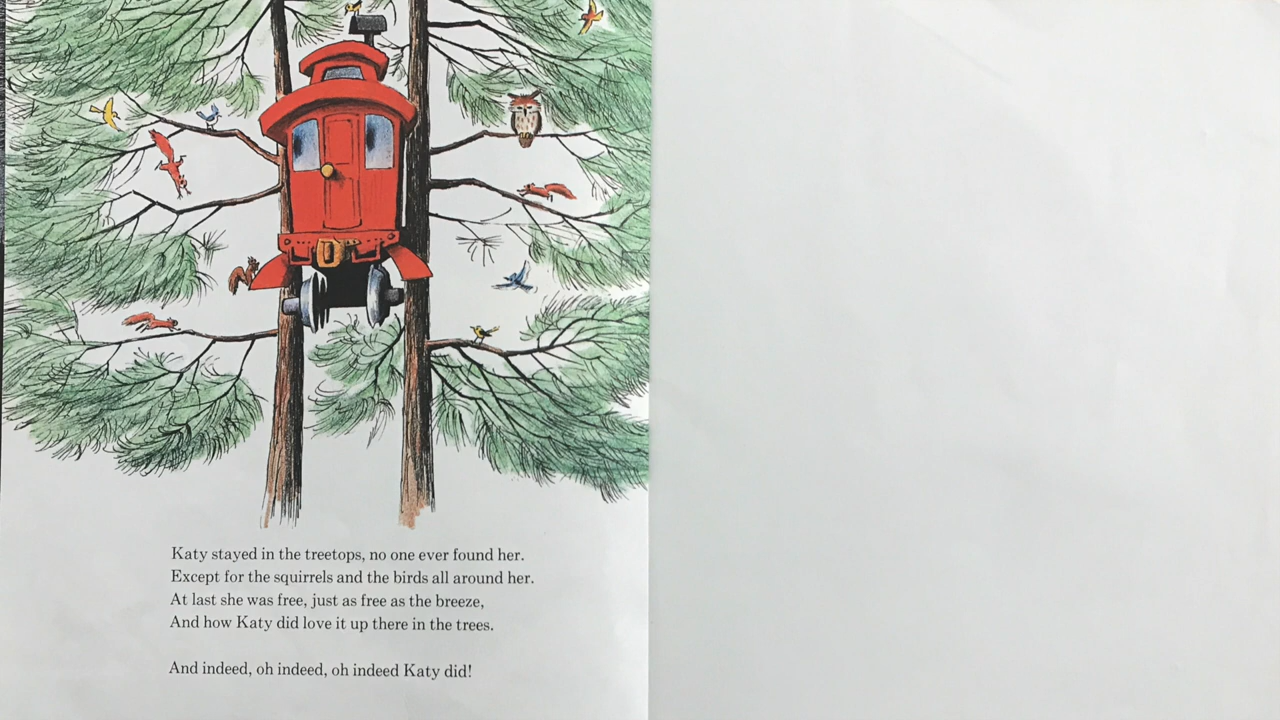 Katy stayed in the treetops, no one ever found her.
Except for the squirrels and the birds all around her.
At last she was free, just as free as the breeze,
And how Katy did love it up there in the trees.
And indeed, oh indeed, oh indeed Katy did!